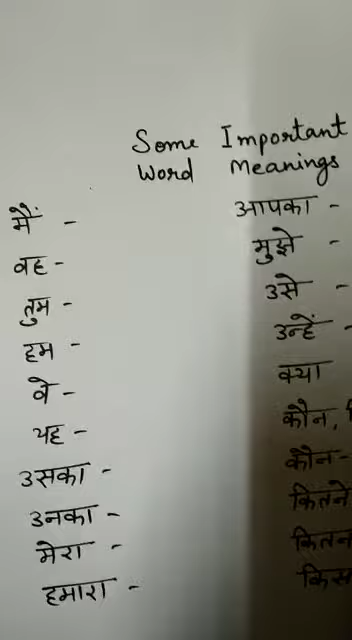 Some Important
Word Meanings
मैं -
वह -
तुम -
हम -
वे -
यह -
उसका -
उनका -
मेरा -
हमारा -
आपका -
मुझे -
उसे -
उन्हें -
क्या
कौन,
कौन -
कितने